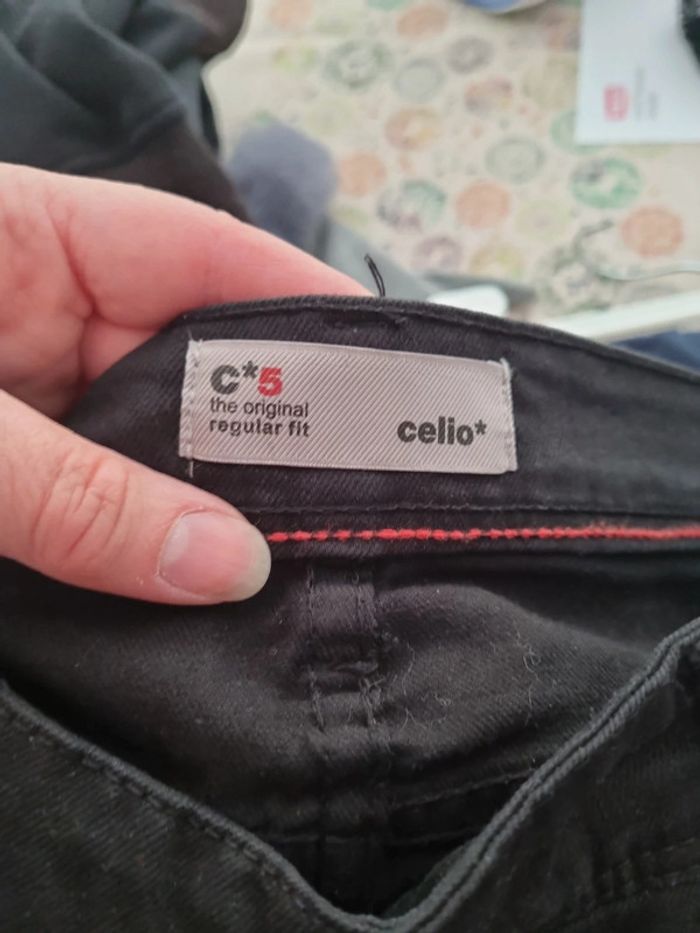 C*5
the original
regular fit
celio*